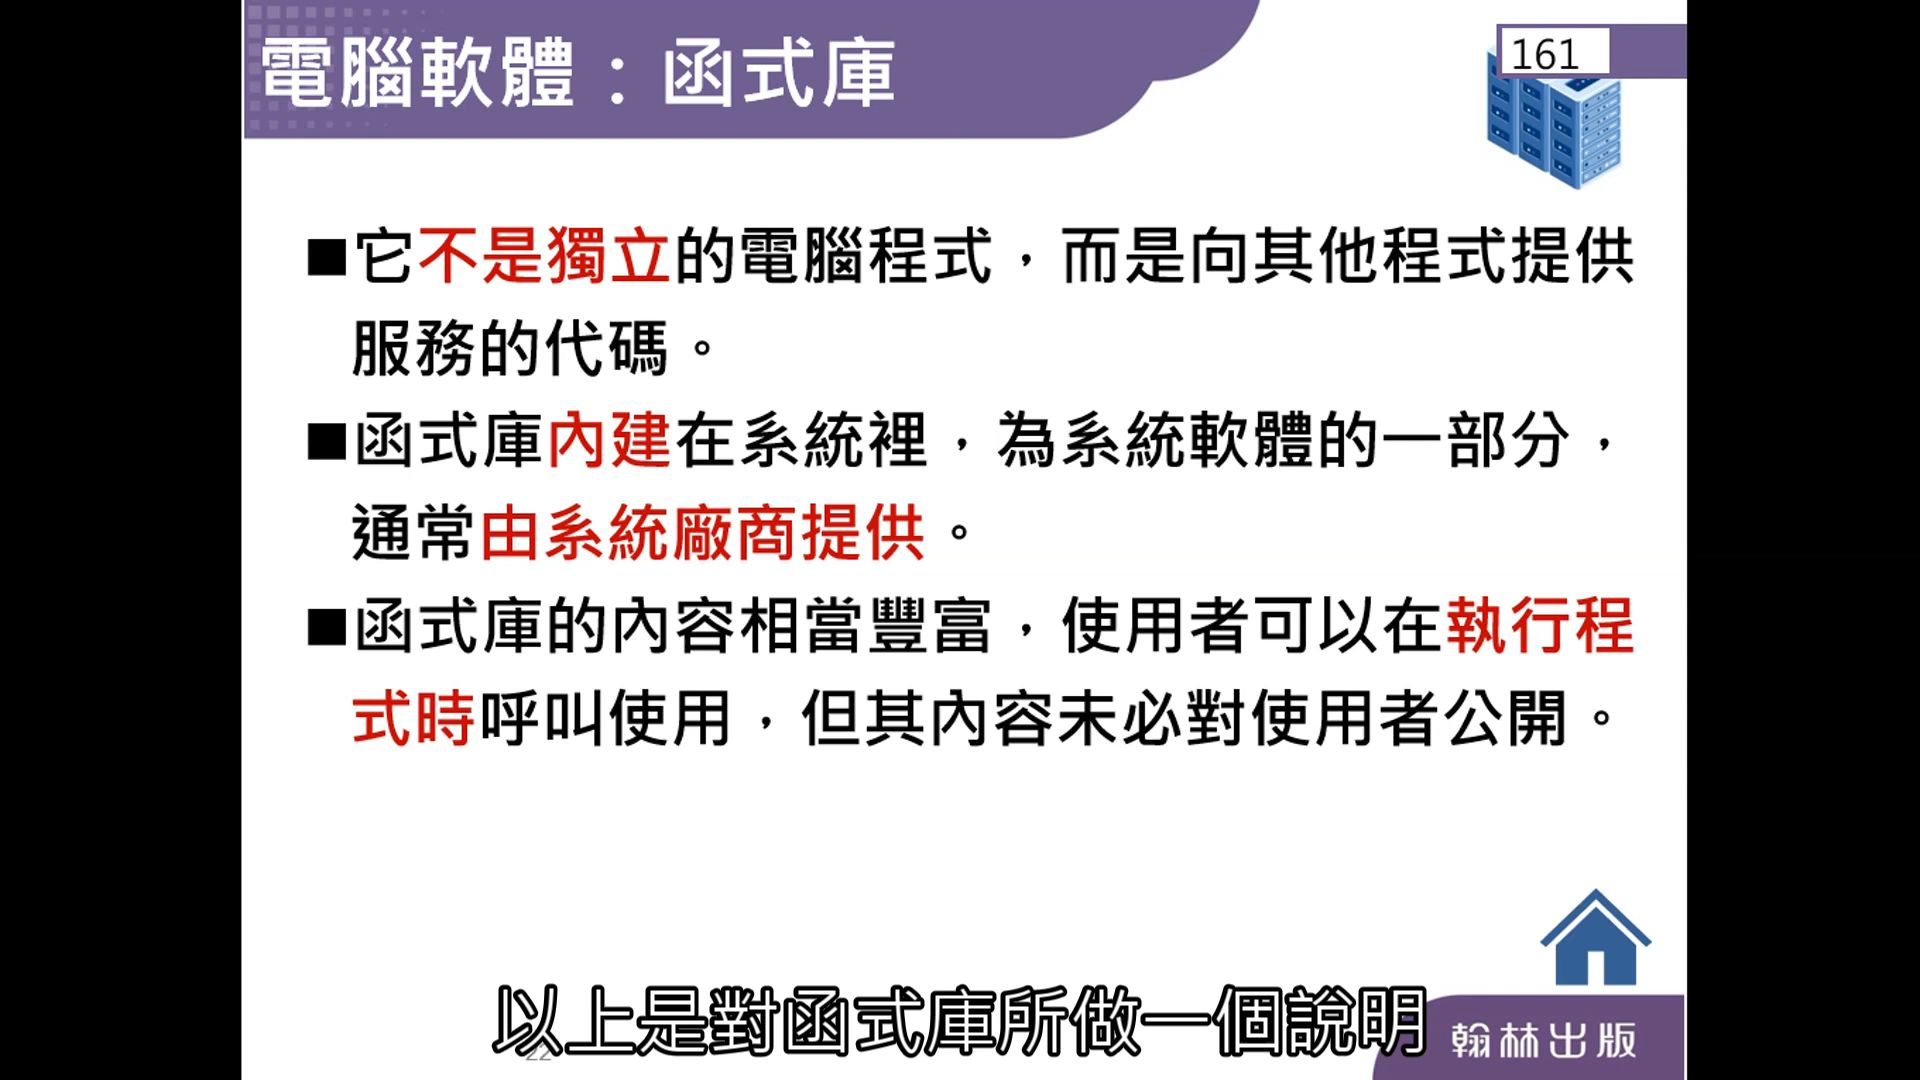 電腦軟體：函式庫
161
■它不是獨立的電腦程式，而是向其他程式提供
服務的代碼。
■函式庫內建在系統裡，為系統軟體的一部分，
通常由系統廠商提供。
■函式庫的內容相當豐富，使用者可以在執行程
式時呼叫使用，但其內容未必對使用者公開。
以上是對函式庫所做一個說明
22
翰林出版